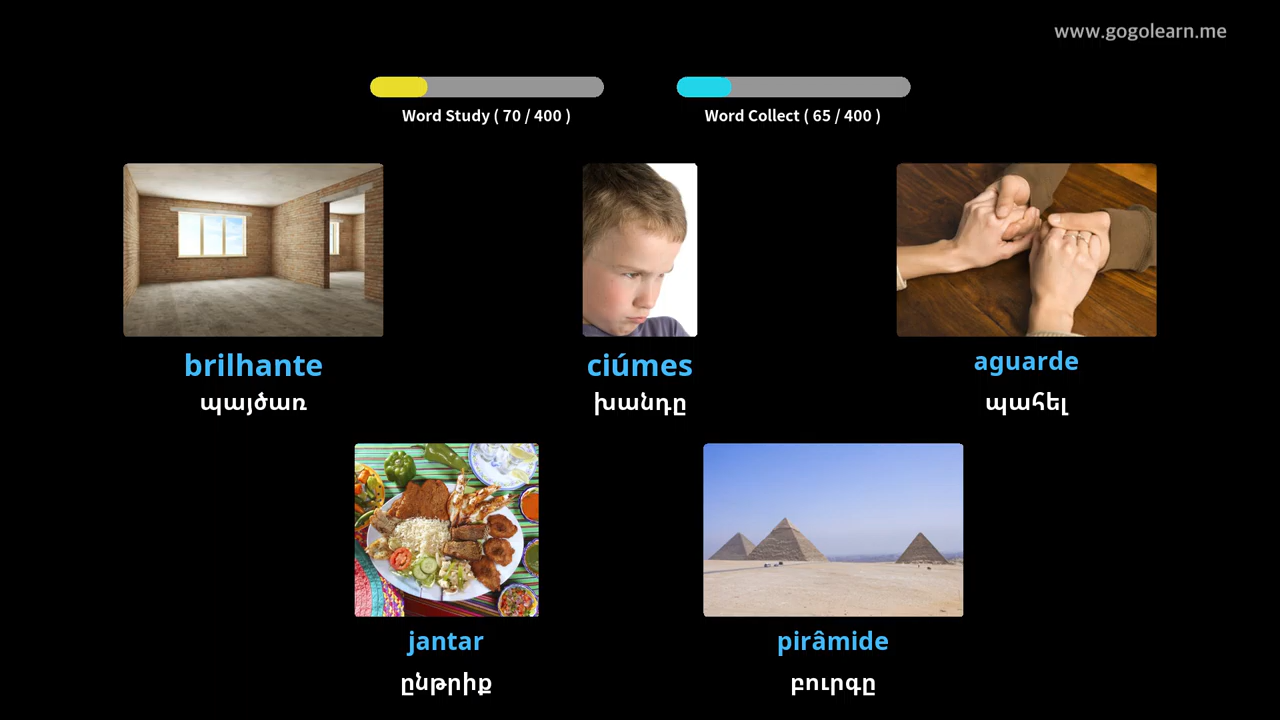 www.gogolearn.me
Word Study ( 70 / 400 )
Word Collect ( 65 / 400 )
brilhante
պայծառ
ciúmes
խանդը
aguarde
պահել
jantar
ընթրիք
pirâmide
բուրգը